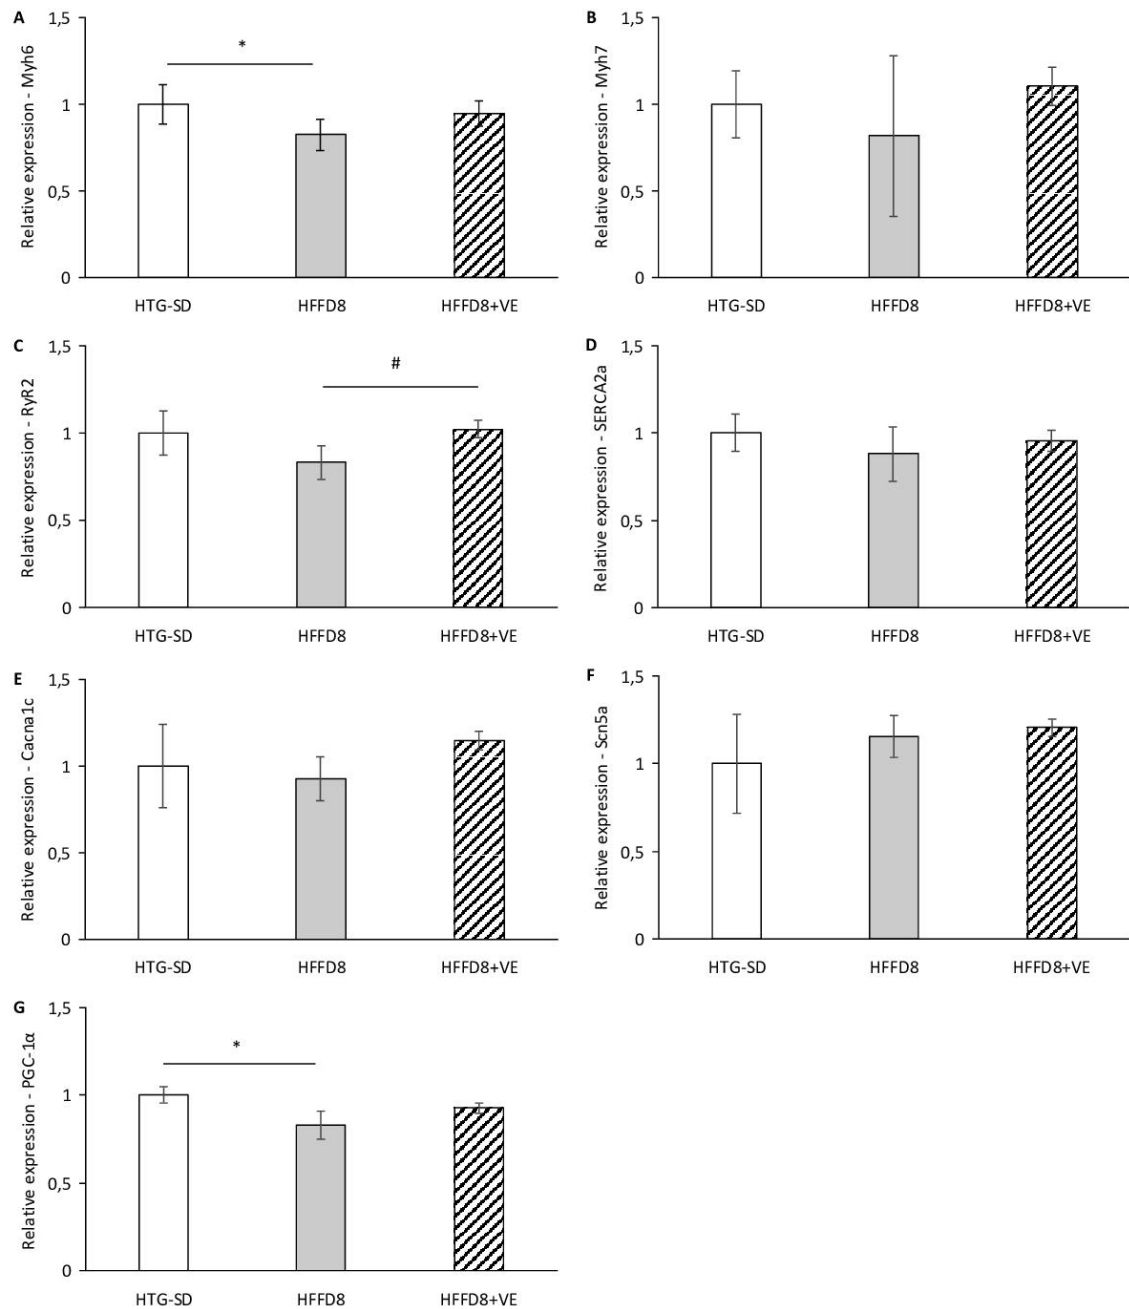 A
Relative expression - Myh6
1,5
1
0,5
0
*
HTG-SD HFFD8 HFFD8+VE
B
Relative expression - Myh7
1,5
1
0,5
0
HTG-SD HFFD8 HFFD8+VE
C
Relative expression - RyR2
1,5
1
0,5
0
#
HTG-SD HFFD8 HFFD8+VE
D
Relative expression - SERCA2a
1,5
1
0,5
0
HTG-SD HFFD8 HFFD8+VE
E
Relative expression - Cacna1c
1,5
1
0,5
0
HTG-SD HFFD8 HFFD8+VE
F
Relative expression - Scn5a
1,5
1
0,5
0
HTG-SD HFFD8 HFFD8+VE
G
Relative expression - PGC-1α
1,5
1
0,5
0
*
HTG-SD HFFD8 HFFD8+VE